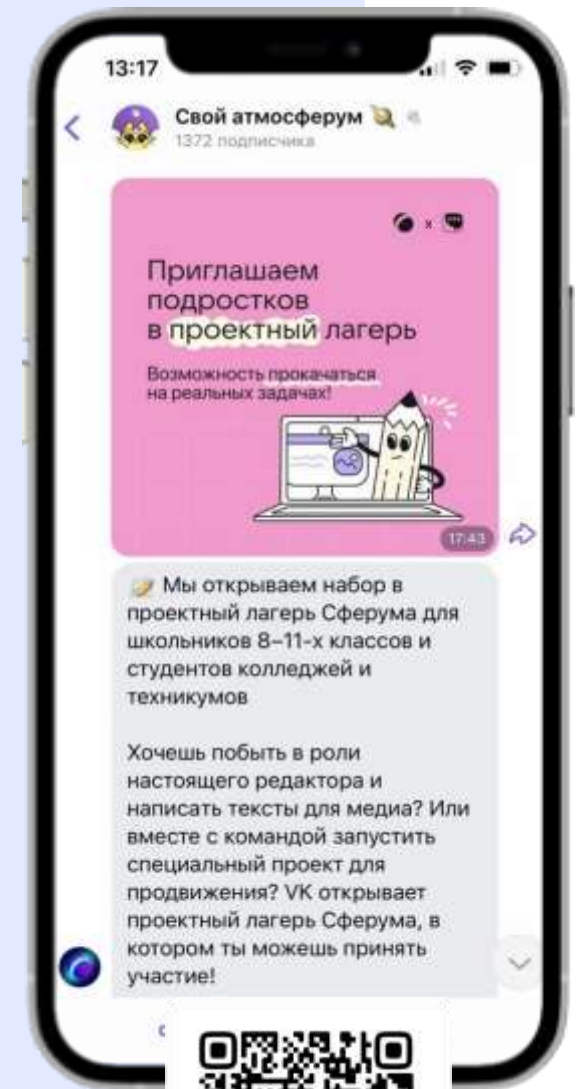 13:17
Свой атмосферум
1372 подписчика
x
Приглашаем
подростков
в проектный лагерь
Возможность прокачаться
на реальных задачах!
17:43
Мы открываем набор в
проектный лагерь Сферума для
школьников 8–11-х классов и
студентов колледжей и
техникумов
Хочешь побыть в роли
настоящего редактора и
написать тексты для медиа? Или
вместе с командой запустить
специальный проект для
продвижения? VK открывает
проектный лагерь Сферума, в
котором ты можешь принять
участие!